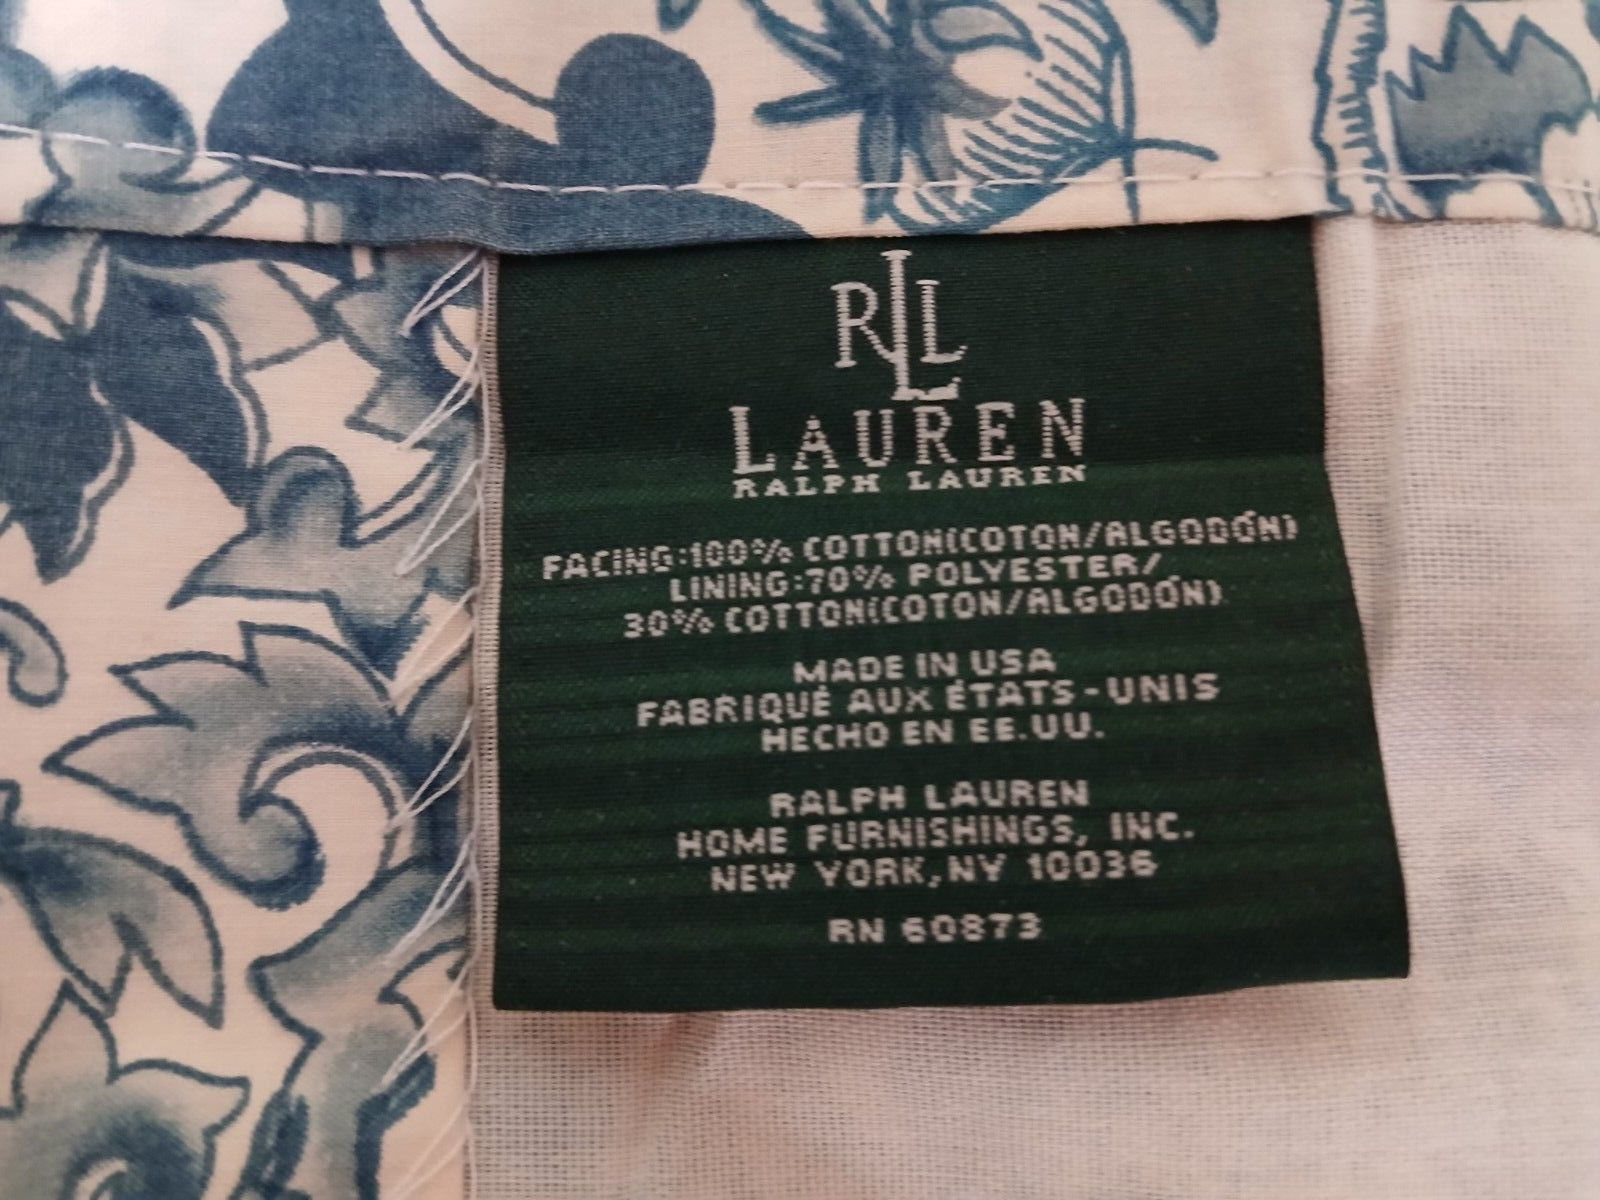 RLL
LAUREN
RALPH LAUREN
FACING:100% COTTON(COTON/ALGODÓN)
LINING:70% POLYESTER/
30% COTTON(COTON/ALGODÓN)
MADE IN USA
FABRIQUÉ AUX ÉTATS-UNIS
HECHO EN EE.UU.
RALPH LAUREN
HOME FURNISHINGS, INC.
NEW YORK,NY 10036
RN 60873